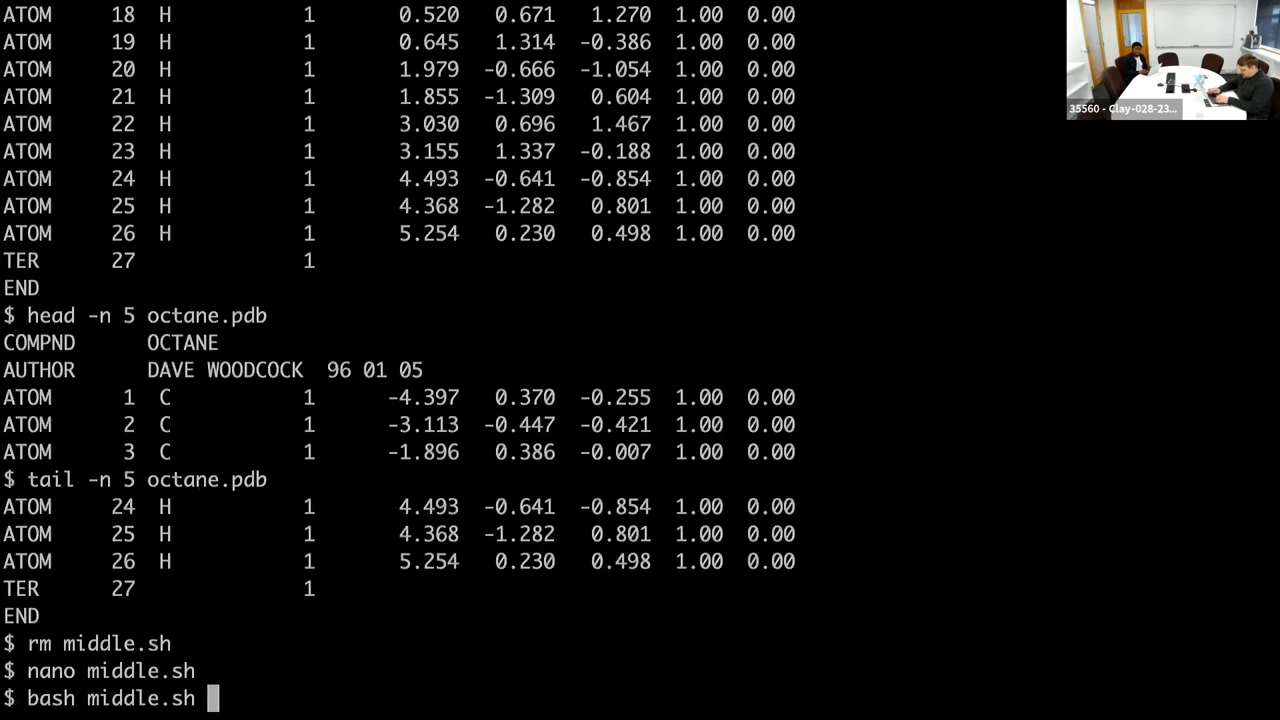 ATOM     18  H           1       0.520   0.671   1.270  1.00  0.00
ATOM     19  H           1       0.645   1.314  -0.386  1.00  0.00
ATOM     20  H           1       1.979  -0.666  -1.054  1.00  0.00
ATOM     21  H           1       1.855  -1.309   0.604  1.00  0.00
ATOM     22  H           1       3.030   0.696   1.467  1.00  0.00
ATOM     23  H           1       3.155   1.337  -0.188  1.00  0.00
ATOM     24  H           1       4.493  -0.641  -0.854  1.00  0.00
ATOM     25  H           1       4.368  -1.282   0.801  1.00  0.00
ATOM     26  H           1       5.254   0.230   0.498  1.00  0.00
TER      27              1
END
$ head -n 5 octane.pdb
COMPND      OCTANE
AUTHOR      DAVE WOODCOCK  96 01 05
ATOM      1  C           1      -4.397   0.370  -0.255  1.00  0.00
ATOM      2  C           1      -3.113  -0.447  -0.421  1.00  0.00
ATOM      3  C           1      -1.896   0.386  -0.007  1.00  0.00
$ tail -n 5 octane.pdb
ATOM     24  H           1       4.493  -0.641  -0.854  1.00  0.00
ATOM     25  H           1       4.368  -1.282   0.801  1.00  0.00
ATOM     26  H           1       5.254   0.230   0.498  1.00  0.00
TER      27              1
END
$ rm middle.sh
$ nano middle.sh
$ bash middle.sh
35560 - Clay-028-23...